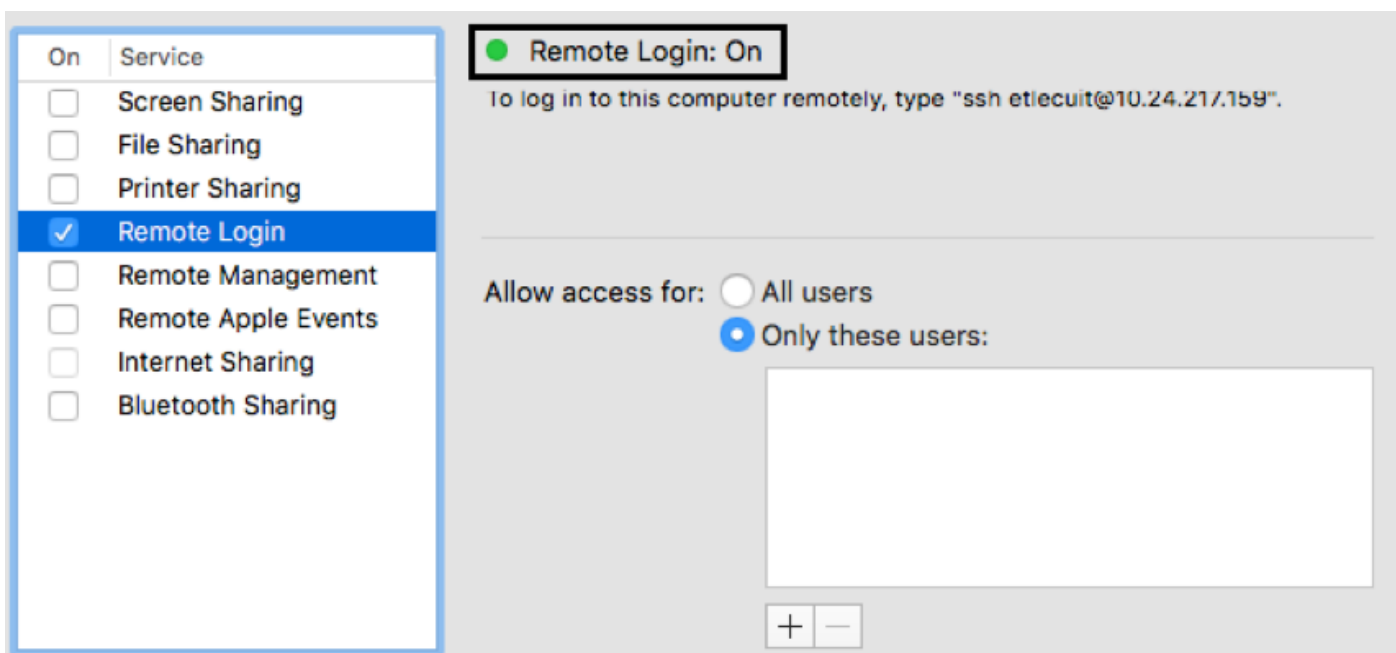 On Service
Screen Sharing
File Sharing
Printer Sharing
Remote Login
Remote Management
Remote Apple Events
Internet Sharing
Bluetooth Sharing
Remote Login: On
To log in to this computer remotely, type "ssh etlecuit@10.24.217.159".
Allow access for: All users
Only these users:
+ —